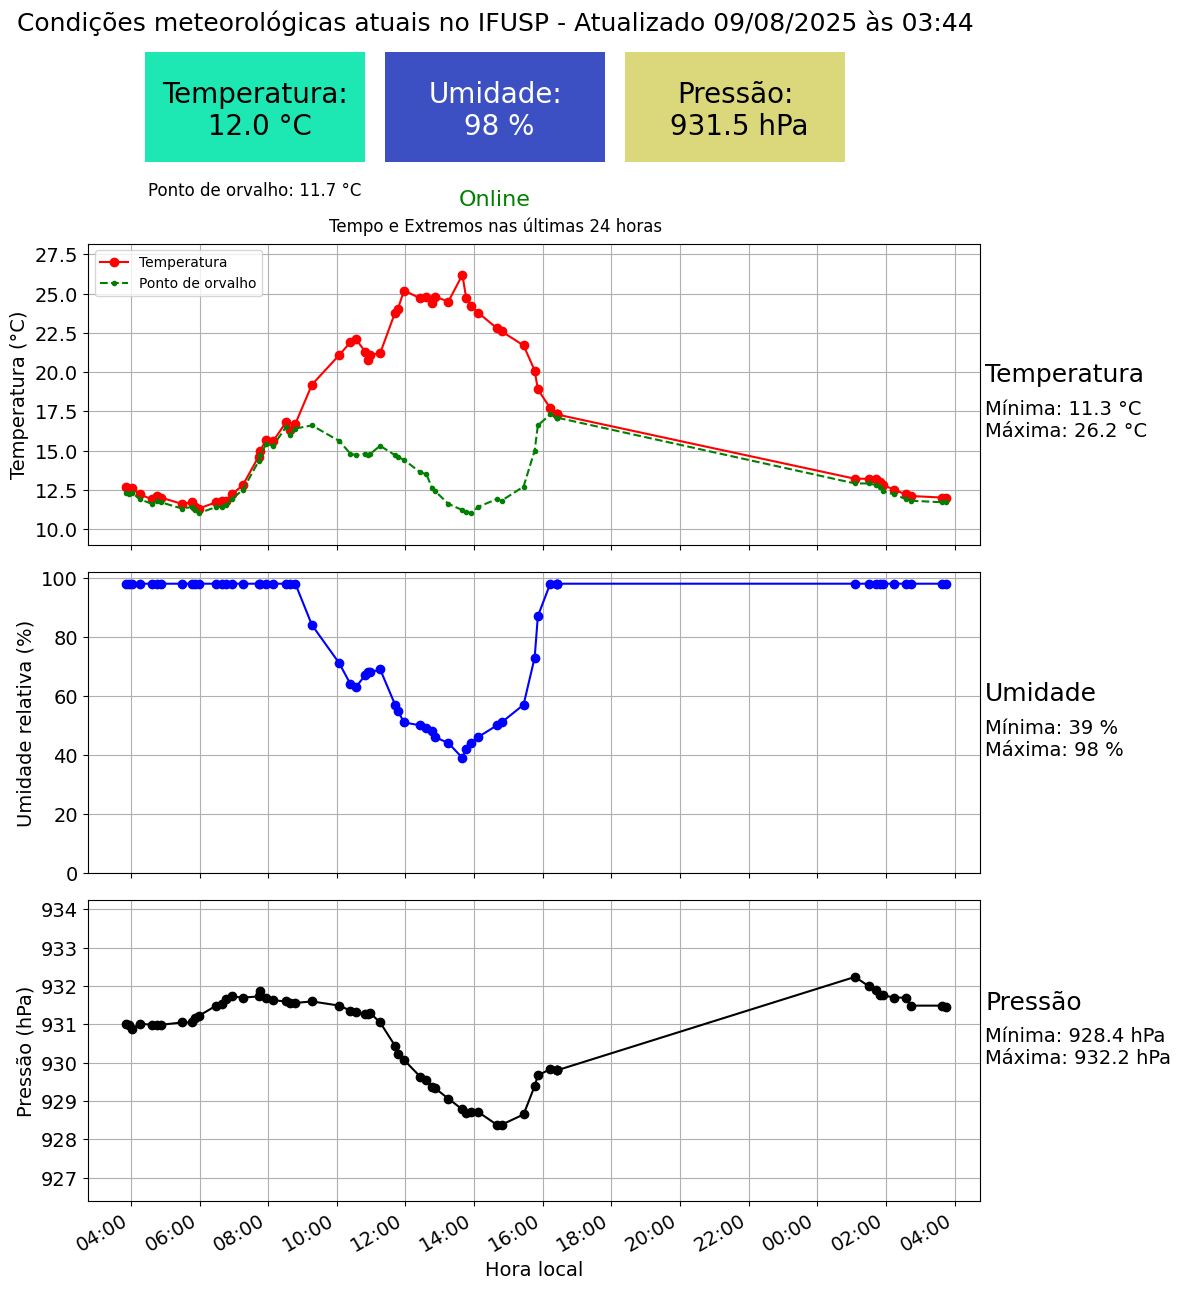 Condições meteorológicas atuais no IFUSP - Atualizado 09/08/2025 às 03:44
Temperatura:
12.0 °C
Umidade:
98 %
Pressão:
931.5 hPa
Ponto de orvalho: 11.7 °C
Online
Tempo e Extremos nas últimas 24 horas
Temperatura
Ponto de orvalho
Temperatura (°C)
27.5
25.0
22.5
20.0
17.5
15.0
12.5
10.0
Temperatura
Mínima: 11.3 °C
Máxima: 26.2 °C
Umidade relativa (%)
100
80
60
40
20
0
Umidade
Mínima: 39 %
Máxima: 98 %
Pressão (hPa)
934
933
932
931
930
929
928
927
Pressão
Mínima: 928.4 hPa
Máxima: 932.2 hPa
04:00 06:00 08:00 10:00 12:00 14:00 16:00 18:00 20:00 22:00 00:00 02:00 04:00
Hora local